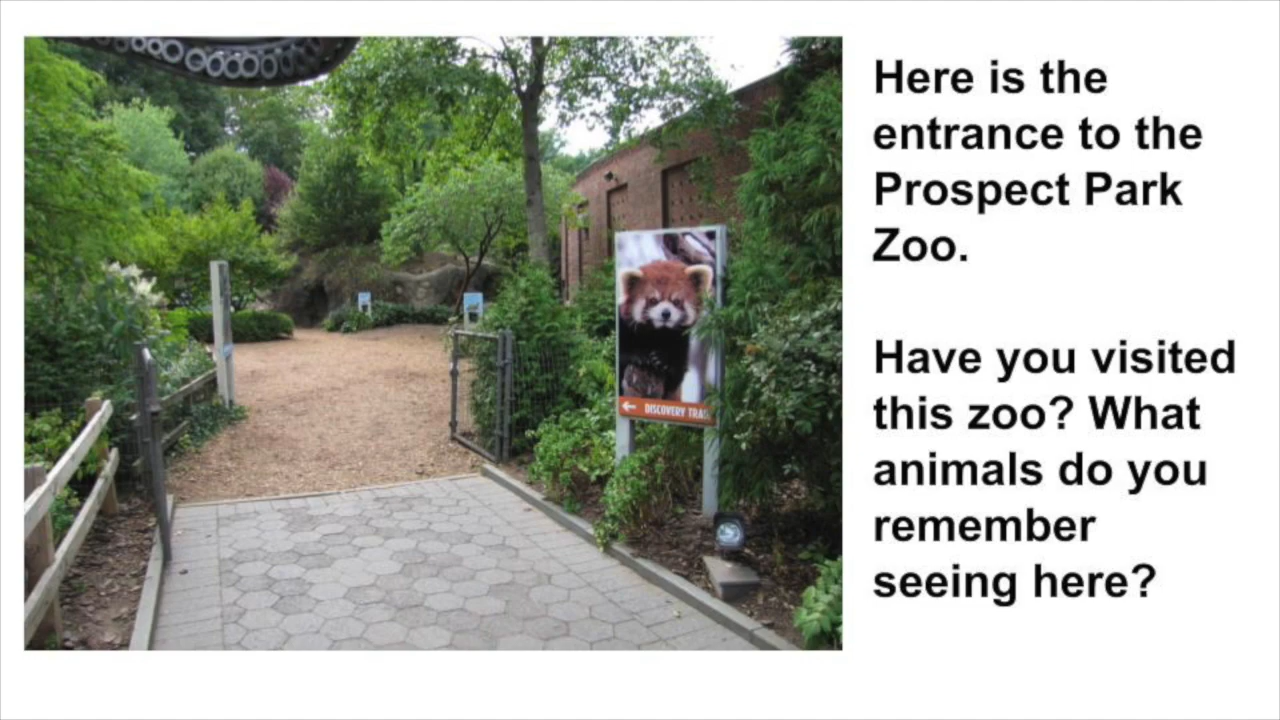 Here is the
entrance to the
Prospect Park
Zoo.
Have you visited
this zoo? What
animals do you
remember
seeing here?
← DISCOVERY TRAIL